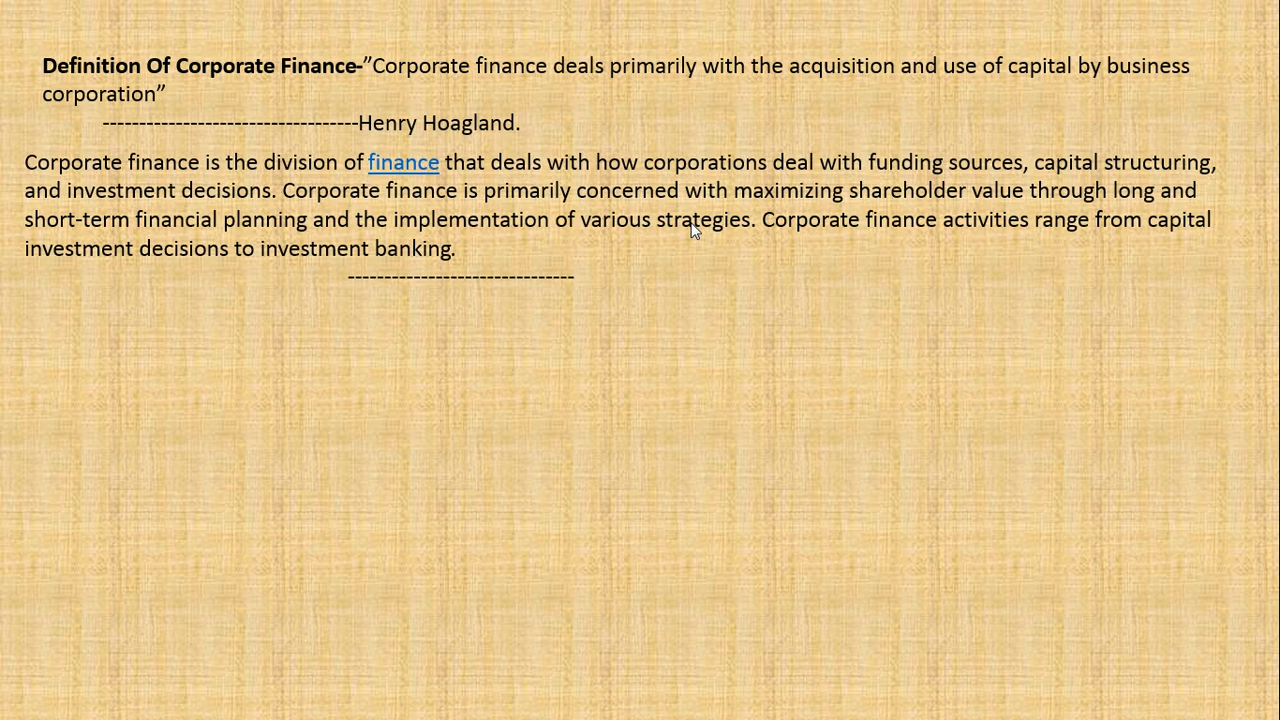 Definition Of Corporate Finance-”Corporate finance deals primarily with the acquisition and use of capital by business
corporation”
-----------------------------------Henry Hoagland.
Corporate finance is the division of finance that deals with how corporations deal with funding sources, capital structuring,
and investment decisions. Corporate finance is primarily concerned with maximizing shareholder value through long and
short-term financial planning and the implementation of various strategies. Corporate finance activities range from capital
investment decisions to investment banking.
-------------------------------